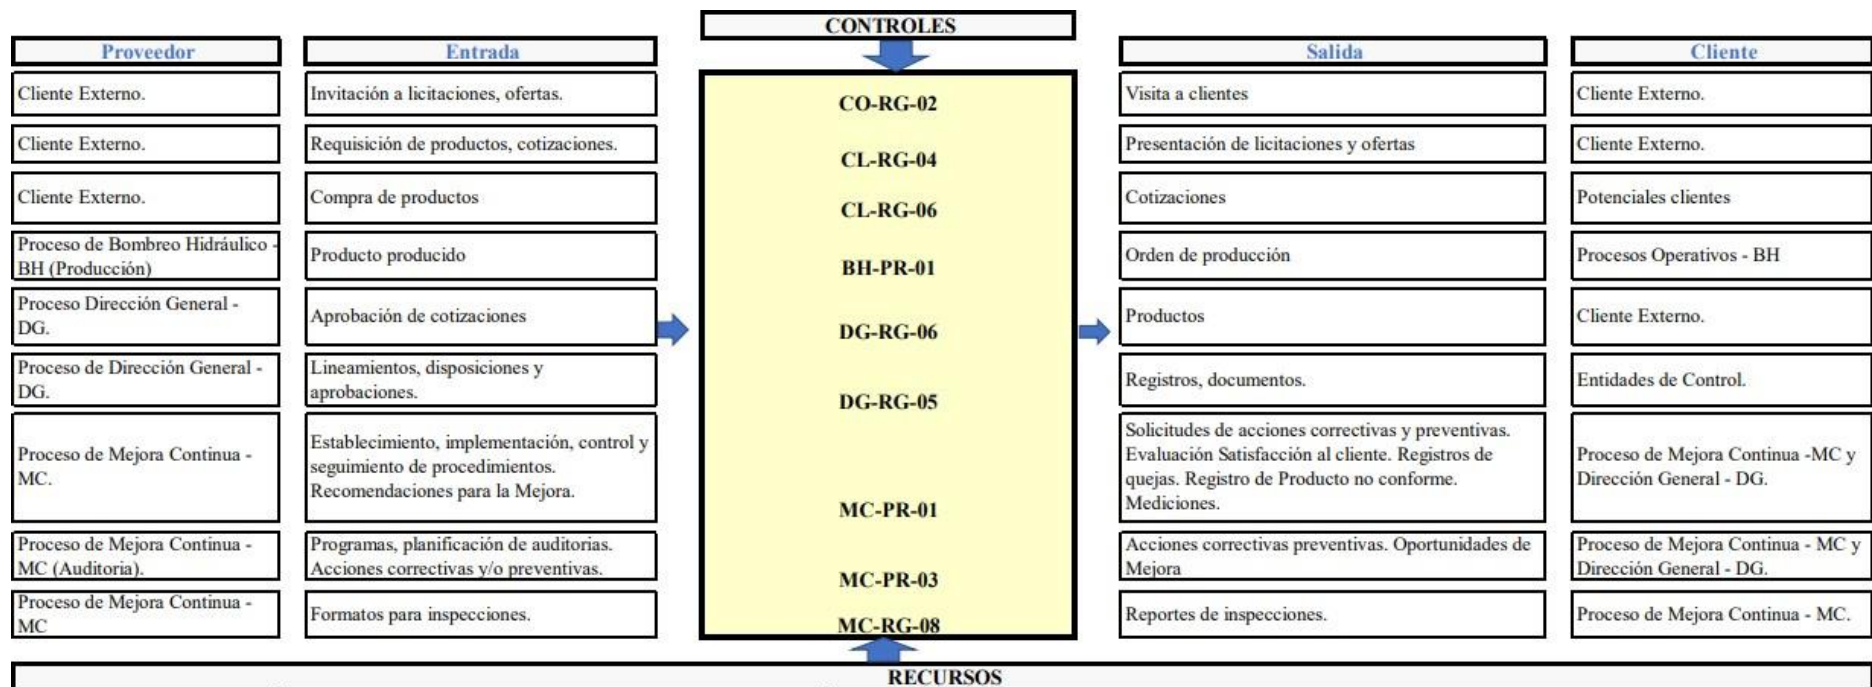 CONTROLES
Proveedor
Entrada
Salida
Cliente
Cliente Externo.
Invitación a licitaciones, ofertas.
CO-RG-02
Visita a clientes
Cliente Externo.
Cliente Externo.
Requisición de productos, cotizaciones.
CL-RG-04
Presentación de licitaciones y ofertas
Cliente Externo.
Cliente Externo.
Compra de productos
CL-RG-06
Cotizaciones
Potenciales clientes
Proceso de Bombreo Hidráulico -
BH (Producción)
Producto producido
BH-PR-01
Orden de producción
Procesos Operativos - BH
Proceso Dirección General -
DG.
Aprobación de cotizaciones
DG-RG-06
Productos
Cliente Externo.
Proceso de Dirección General -
DG.
Lineamientos, disposiciones y
aprobaciones.
DG-RG-05
Registros, documentos.
Entidades de Control.
Proceso de Mejora Continua -
MC.
Establecimiento, implementación, control y
seguimiento de procedimientos.
Recomendaciones para la Mejora.
MC-PR-01
Solicitudes de acciones correctivas y preventivas.
Evaluación Satisfacción al cliente. Registros de
quejas. Registro de Producto no conforme.
Mediciones.
Proceso de Mejora Continua -MC y
Dirección General - DG.
Proceso de Mejora Continua -
MC (Auditoria).
Programas, planificación de auditorias.
Acciones correctivas y/o preventivas.
MC-PR-03
Acciones correctivas preventivas. Oportunidades de
Mejora
Proceso de Mejora Continua - MC y
Dirección General - DG.
Proceso de Mejora Continua -
MC
Formatos para inspecciones.
MC-RG-08
Reportes de inspecciones.
Proceso de Mejora Continua - MC.
RECURSOS